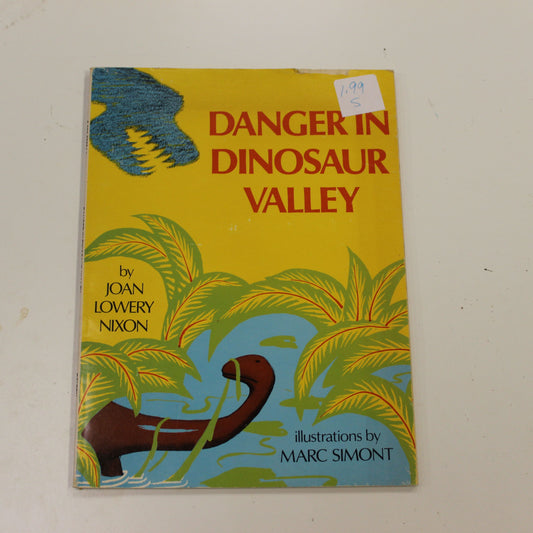 1.99
S
DANGER IN
DINOSAUR
VALLEY
by
JOAN
LOWERY
NIXON
illustrations by
MARC SIMONT